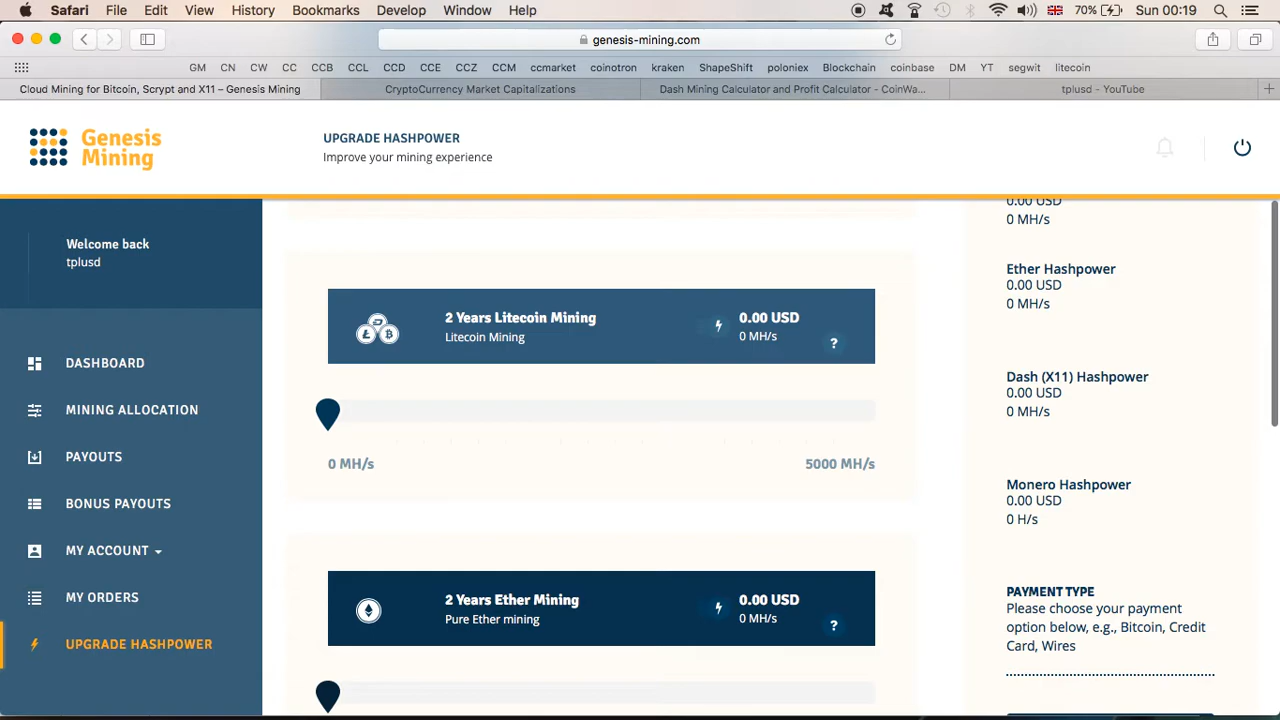 Safari File Edit View History Bookmarks Develop Window Help 70% Sun 00:19
genesis-mining.com
GM CN CW CC CCB CCL CCD CCE CCZ CCM ccmarket coinotron kraken ShapeShift poloniex Blockchain coinbase DM YT segwit litecoin
Cloud Mining for Bitcoin, Scrypt and X11 – Genesis Mining CryptoCurrency Market Capitalizations Dash Mining Calculator and Profit Calculator - CoinWa... tplusd - YouTube
Genesis
Mining
UPGRADE HASHPOWER
Improve your mining experience
Welcome back
tplusd
DASHBOARD
MINING ALLOCATION
PAYOUTS
BONUS PAYOUTS
MY ACCOUNT
MY ORDERS
UPGRADE HASHPOWER
2 Years Litecoin Mining
Litecoin Mining
0.00 USD
0 MH/s
?
0 MH/s
5000 MH/s
2 Years Ether Mining
Pure Ether mining
0.00 USD
0 MH/s
?
0.00 USD
0 MH/s
Ether Hashpower
0.00 USD
0 MH/s
Dash (X11) Hashpower
0.00 USD
0 MH/s
Monero Hashpower
0.00 USD
0 H/s
PAYMENT TYPE
Please choose your payment
option below, e.g., Bitcoin, Credit
Card, Wires